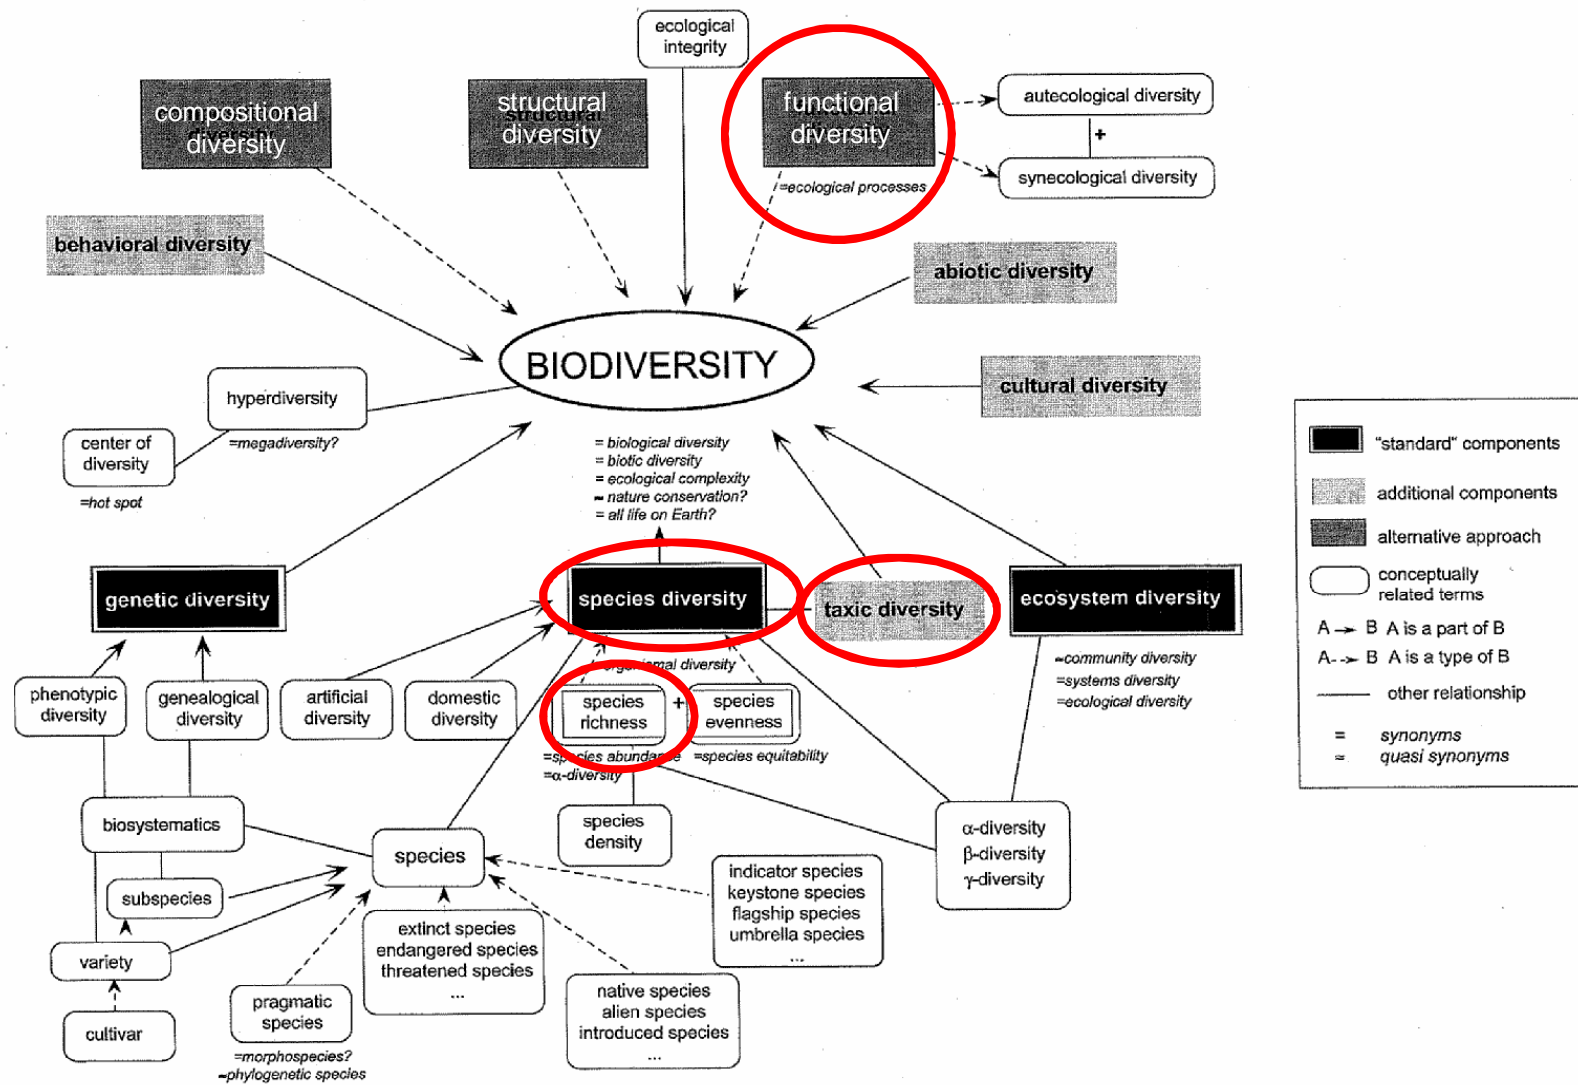 ecological
integrity
compositional
diversity
structural
diversity
functional
diversity
=ecological processes
autecological diversity
+
synecological diversity
behavioral diversity
abiotic diversity
BIODIVERSITY
cultural diversity
hyperdiversity
=megadiversity?
center of
diversity
=hot spot
= biological diversity
= biotic diversity
= ecological complexity
≈ nature conservation?
= all life on Earth?
genetic diversity
species diversity
taxic diversity
ecosystem diversity
organismal diversity
≈community diversity
=systems diversity
=ecological diversity
phenotypic
diversity
genealogical
diversity
artificial
diversity
domestic
diversity
species
richness
+
species
evenness
=species abundance
=α-diversity
=species equitability
species
density
biosystematics
species
subspecies
variety
cultivar
pragmatic
species
=morphospecies?
≈phylogenetic species
extinct species
endangered species
threatened species
...
native species
alien species
introduced species
...
indicator species
keystone species
flagship species
umbrella species
...
α-diversity
β-diversity
γ-diversity
"standard" components
additional components
alternative approach
conceptually
related terms
A → B A is a part of B
A --> B A is a type of B
other relationship
= synonyms
≈ quasi synonyms